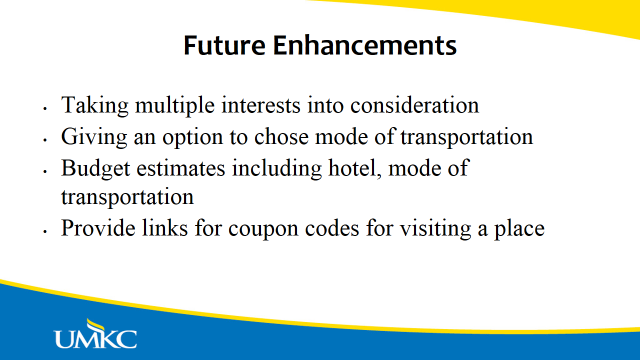 Future Enhancements
• Taking multiple interests into consideration
• Giving an option to chose mode of transportation
• Budget estimates including hotel, mode of
transportation
• Provide links for coupon codes for visiting a place
UMKC